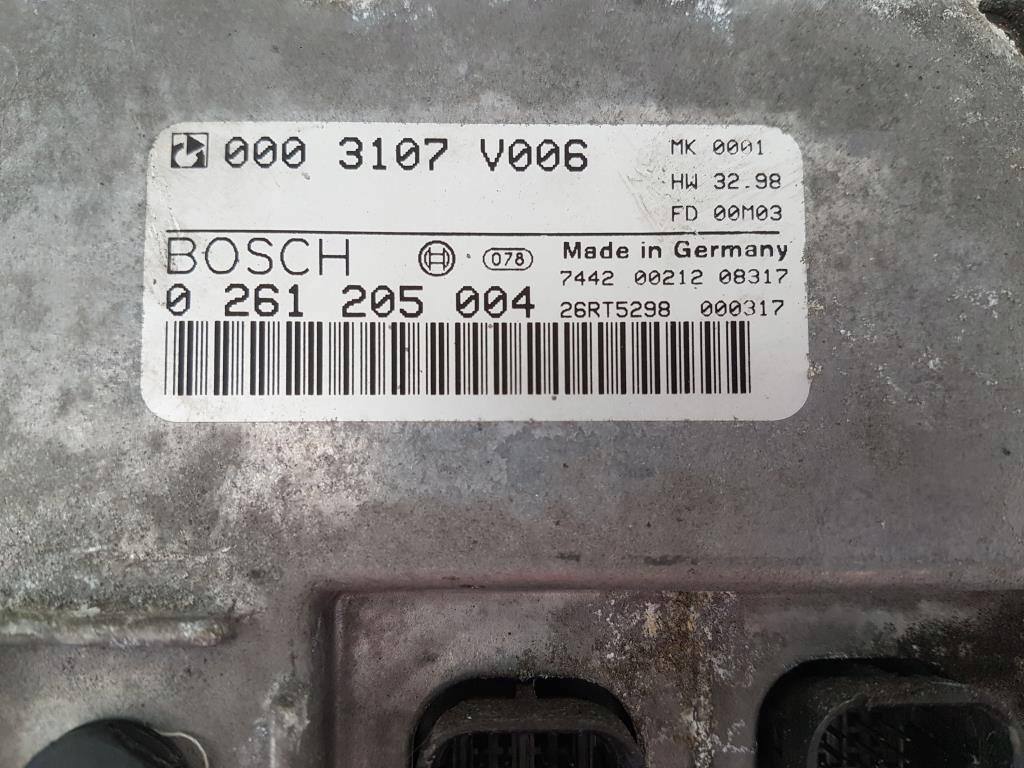 000 3107 V006
MK 0001
HW 32.98
FD 00M03
BOSCH
078
Made in Germany
7442 00212 08317
0 261 205 004
26RT5298 000317